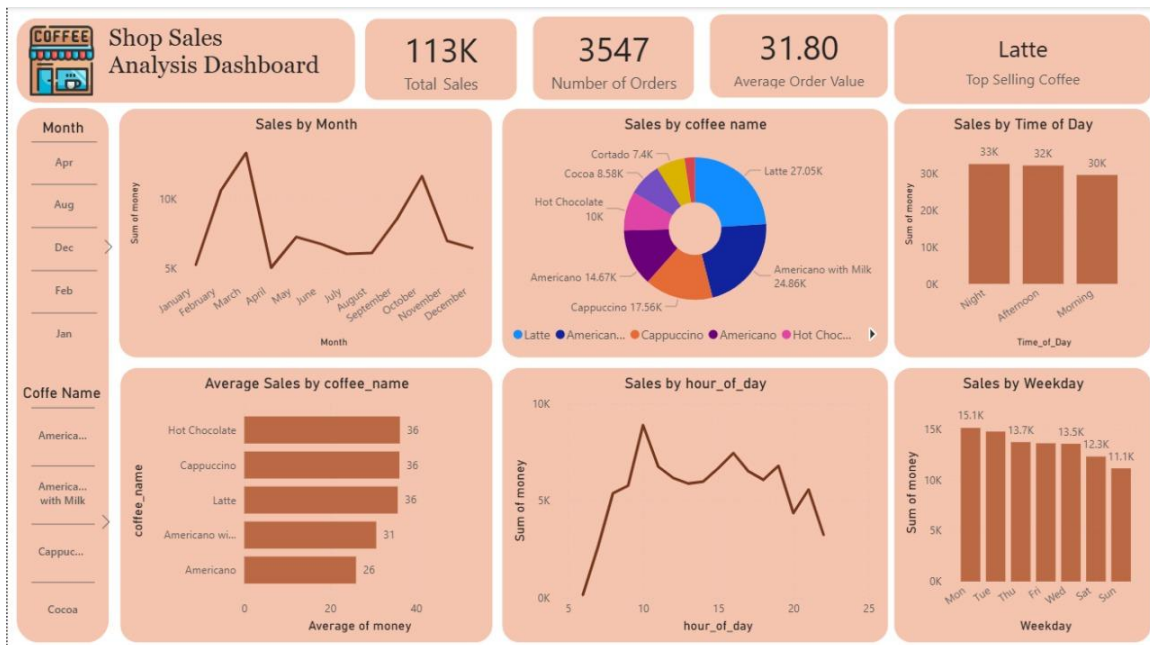 COFFEE
Shop Sales
Analysis Dashboard
113K
Total Sales
3547
Number of Orders
31.80
Average Order Value
Latte
Top Selling Coffee
Month
Apr
Aug
Dec
Feb
Jan
Coffe Name
America...
America...
with Milk
Cappuc...
Cocoa
Sales by Month
Sum of money
10K
5K
January
February
March
April
May
June
July
August
September
October
November
December
Month
Sales by coffee name
Cortado 7.4K
Cocoa 8.58K
Hot Chocolate
10K
Americano 14.67K
Cappuccino 17.56K
Latte 27.05K
Americano with Milk
24.86K
Latte American... Cappuccino Americano Hot Choc...
Sales by Time of Day
Sum of money
30K
20K
10K
0K
33K
32K
30K
Night
Afternoon
Morning
Time_of_Day
Average Sales by coffee_name
coffee_name
Hot Chocolate 36
Cappuccino 36
Latte 36
Americano wi... 31
Americano 26
0 20 40
Average of money
Sales by hour_of_day
Sum of money
10K
5K
0K
5 10 15 20 25
hour_of_day
Sales by Weekday
Sum of money
15K
10K
5K
0K
15.1K
13.7K
13.5K
12.3K
11.1K
Mon
Tue
Thu
Fri
Wed
Sat
Sun
Weekday